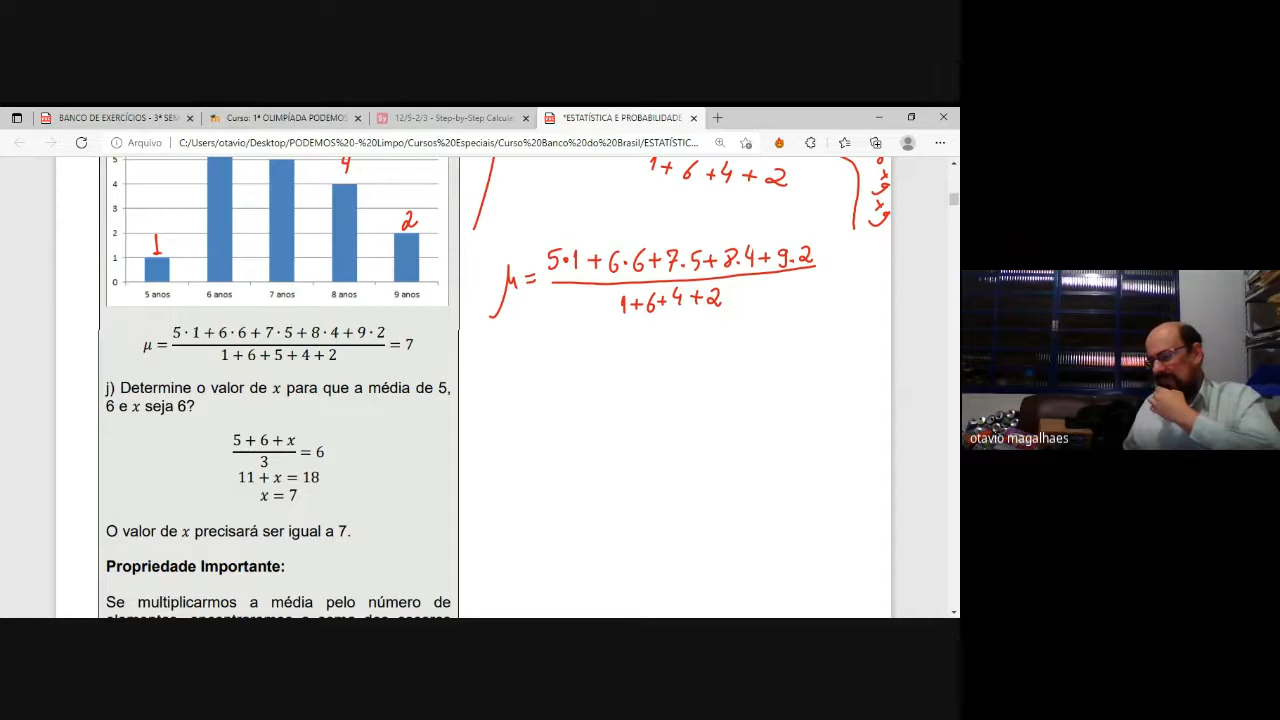 BANCO DE EXERCÍCIOS - 3ª SEM
Curso: 1ª OLIMPÍADA PODEMOS
12/5-2/3 - Step-by-Step Calcula
*ESTATÍSTICA E PROBABILIDADE
Arquivo
C:/Users/otavio/Desktop/PODEMOS%20-%20Limpo/Cursos%20Especiais/Curso%20Banco%20do%20Brasil/ESTATÍSTIC...
5
4
3
2
1
0
1
4
2
5 anos 6 anos 7 anos 8 anos 9 anos
μ = (5 · 1 + 6 · 6 + 7 · 5 + 8 · 4 + 9 · 2) / (1 + 6 + 5 + 4 + 2) = 7
j) Determine o valor de x para que a média de 5,
6 e x seja 6?
5 + 6 + x
3
= 6
11 + x = 18
x = 7
O valor de x precisará ser igual a 7.
Propriedade Importante:
Se multiplicarmos a média pelo número de
1 + 6 + 4 + 2
μ = 5·1 + 6·6 + 7.5 + 8.4 + 9.2
1 + 6 + 4 + 2
otavio magalhaes